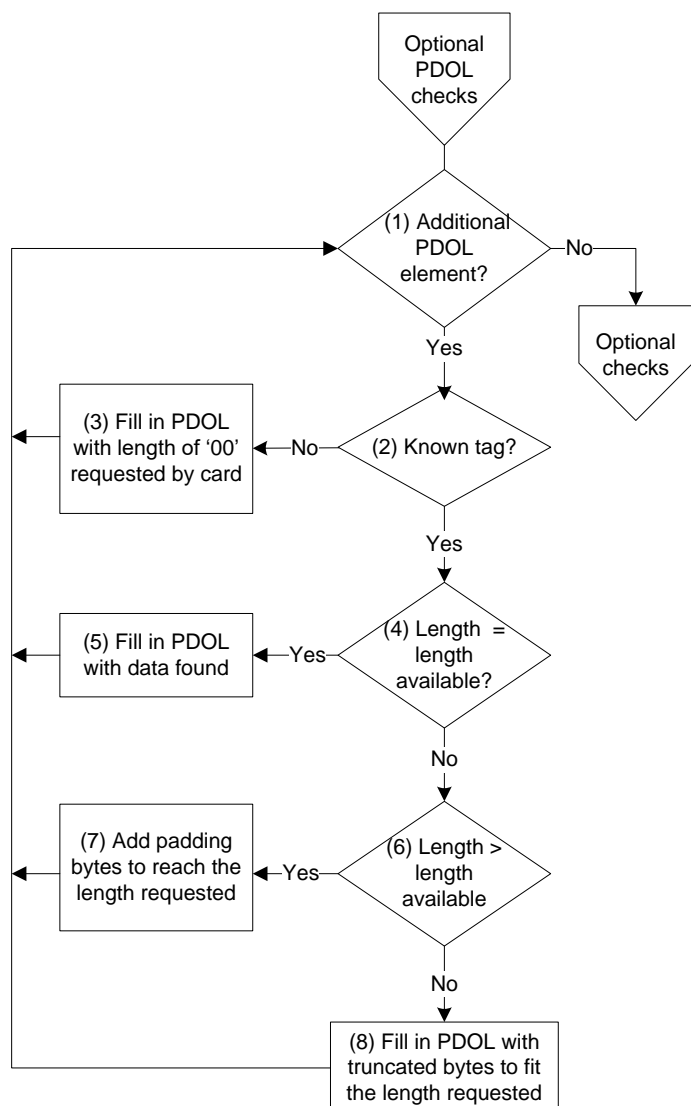 Optional
PDOL
checks
(1) Additional
PDOL
element?
No
Optional
checks
Yes
(2) Known tag?
No
(3) Fill in PDOL
with length of ‘00’
requested by card
Yes
(4) Length  =
length
available?
Yes
(5) Fill in PDOL
with data found
No
(6) Length >
length
available
Yes
(7) Add padding
bytes to reach the
length requested
No
(8) Fill in PDOL with
truncated bytes to fit
the length requested